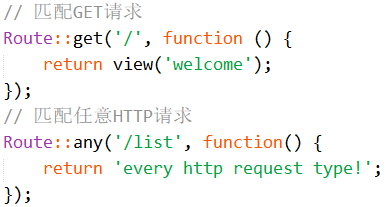 // 匹配GET请求
Route::get('/', function () {
    return view('welcome');
});
// 匹配任意HTTP请求
Route::any('/list', function() {
    return 'every http request type!';
});